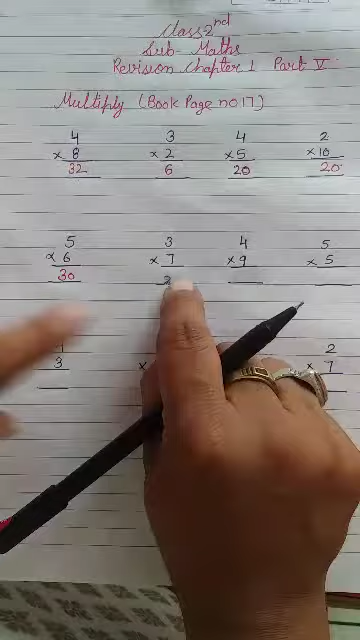 Class 2nd
Sub- Maths
Revision Chapter 1 Part V
Multiply (Book Page no 17)
4 3 4 2
× 8 × 2 × 5 × 10
32 6 20 20
5 3 4 5
× 6 × 7 × 9 × 5
30 2
2
3 × × 7